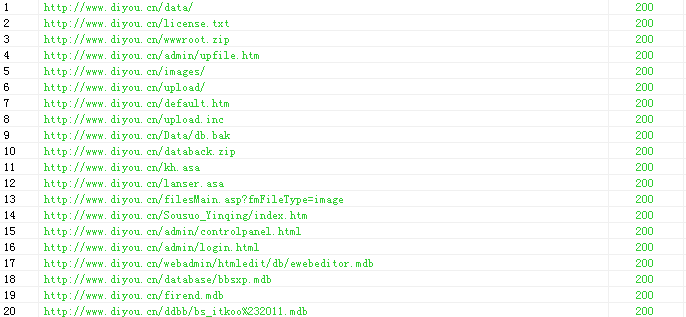 1 http://www.diyou.cn/data/ 200
2 http://www.diyou.cn/license.txt 200
3 http://www.diyou.cn/wwwroot.zip 200
4 http://www.diyou.cn/admin/upfile.htm 200
5 http://www.diyou.cn/images/ 200
6 http://www.diyou.cn/upload/ 200
7 http://www.diyou.cn/default.htm 200
8 http://www.diyou.cn/upload.inc 200
9 http://www.diyou.cn/Data/db.bak 200
10 http://www.diyou.cn/databack.zip 200
11 http://www.diyou.cn/kh.asa 200
12 http://www.diyou.cn/lanser.asa 200
13 http://www.diyou.cn/filesMain.asp?fmFileType=image 200
14 http://www.diyou.cn/Sousuo_Yinqing/index.htm 200
15 http://www.diyou.cn/admin/controlpanel.html 200
16 http://www.diyou.cn/admin/login.html 200
17 http://www.diyou.cn/webadmin/htmledit/db/ewebeditor.mdb 200
18 http://www.diyou.cn/database/bbsxp.mdb 200
19 http://www.diyou.cn/firend.mdb 200
20 http://www.diyou.cn/ddbb/bs_itkoo%232011.mdb 200